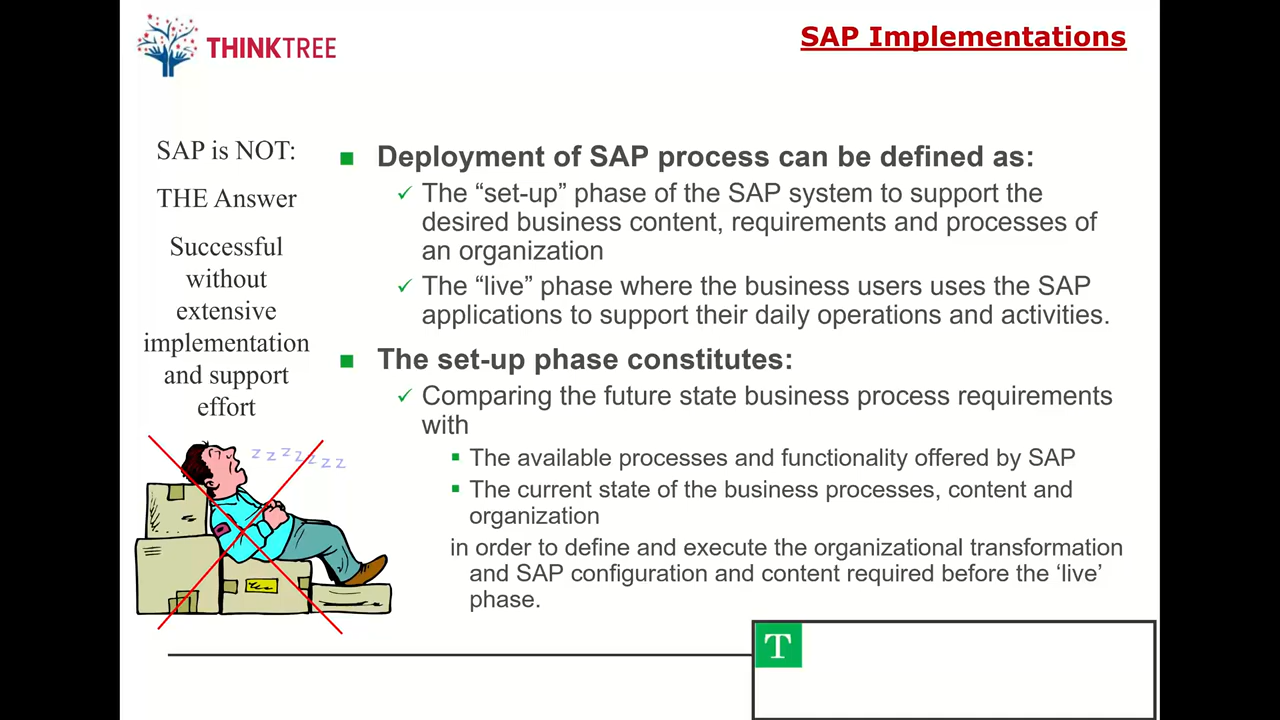 THINKTREE
SAP Implementations
SAP is NOT:
THE Answer
Successful
without
extensive
implementation
and support
effort
zzzzzzz
Deployment of SAP process can be defined as:
The “set-up” phase of the SAP system to support the
desired business content, requirements and processes of
an organization
The “live” phase where the business users uses the SAP
applications to support their daily operations and activities.
The set-up phase constitutes:
Comparing the future state business process requirements
with
The available processes and functionality offered by SAP
The current state of the business processes, content and
organization
in order to define and execute the organizational transformation
and SAP configuration and content required before the ‘live’
phase.
T